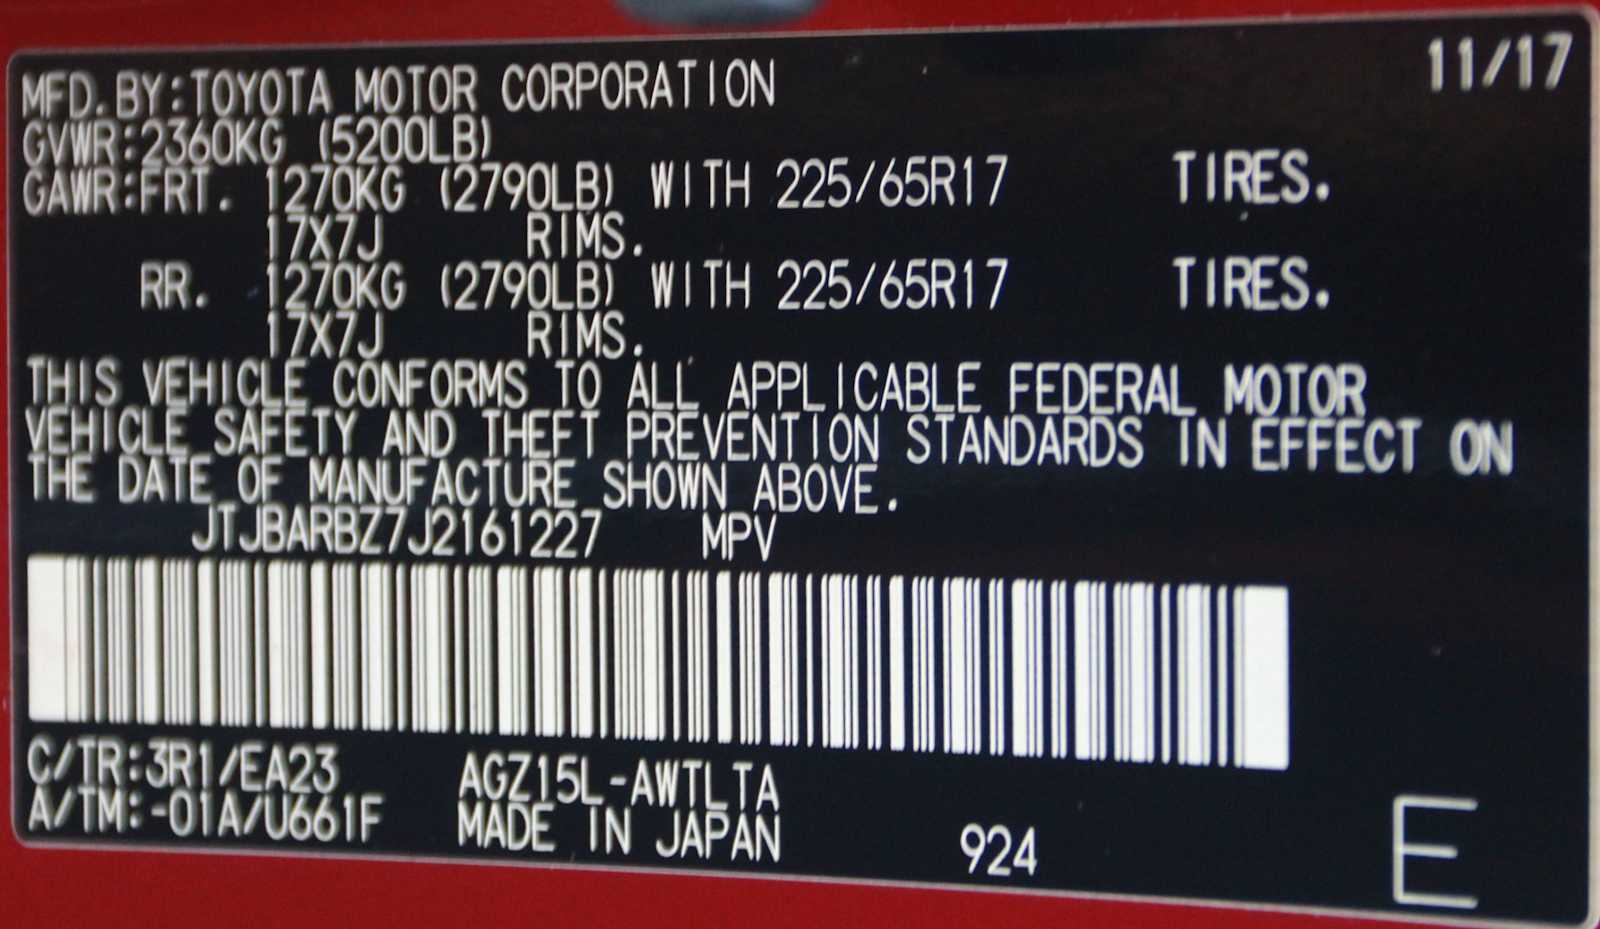 11/17
MFD.BY:TOYOTA MOTOR CORPORATION
GVWR:2360KG (5200LB)
GAWR:FRT. 1270KG (2790LB) WITH 225/65R17 TIRES.
17X7J RIMS.
RR. 1270KG (2790LB) WITH 225/65R17 TIRES.
17X7J RIMS.
THIS VEHICLE CONFORMS TO ALL APPLICABLE FEDERAL MOTOR
VEHICLE SAFETY AND THEFT PREVENTION STANDARDS IN EFFECT ON
THE DATE OF MANUFACTURE SHOWN ABOVE.
JTJBARBZ7J2161227 MPV
C/TR:3R1/EA23 AGZ15L-AWTLTA
A/TM:-01A/U661F MADE IN JAPAN 924 E